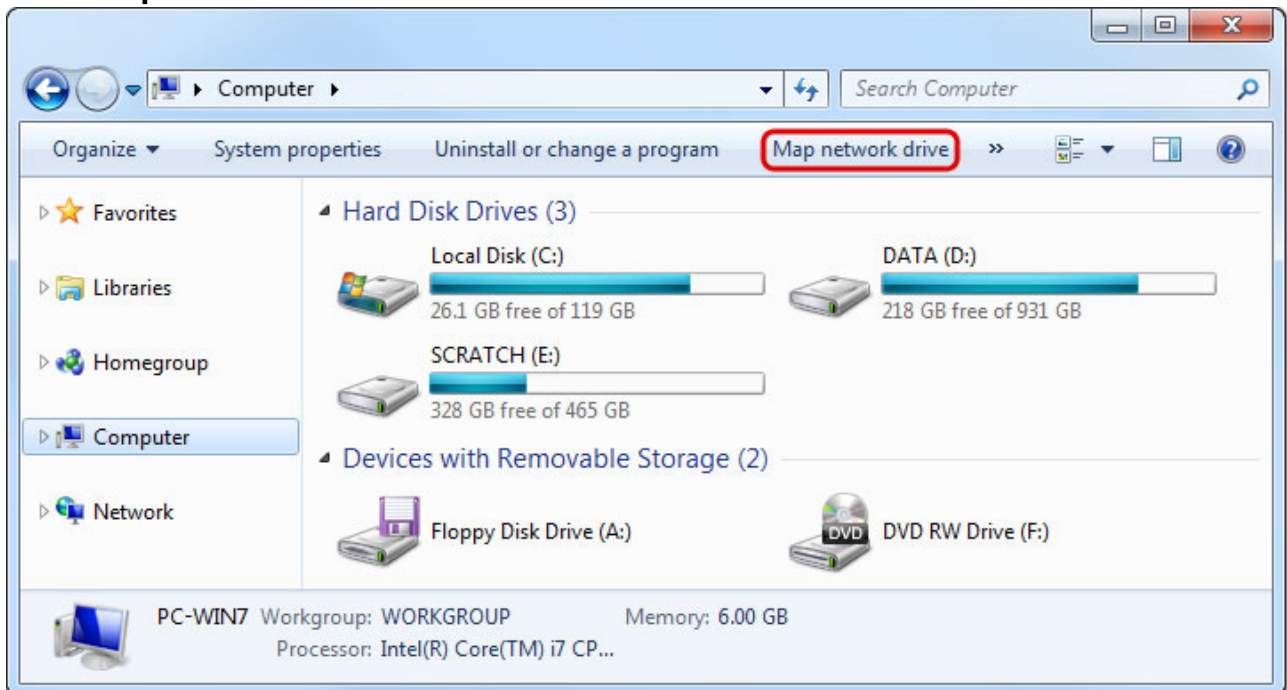 Computer
Search Computer
Organize System properties Uninstall or change a program Map network drive »
Favorites
Libraries
Homegroup
Computer
Network
Hard Disk Drives (3)
Local Disk (C:)
26.1 GB free of 119 GB
DATA (D:)
218 GB free of 931 GB
SCRATCH (E:)
328 GB free of 465 GB
Devices with Removable Storage (2)
Floppy Disk Drive (A:)
DVD
DVD RW Drive (F:)
PC-WIN7 Workgroup: WORKGROUP Memory: 6.00 GB
Processor: Intel(R) Core(TM) i7 CP...